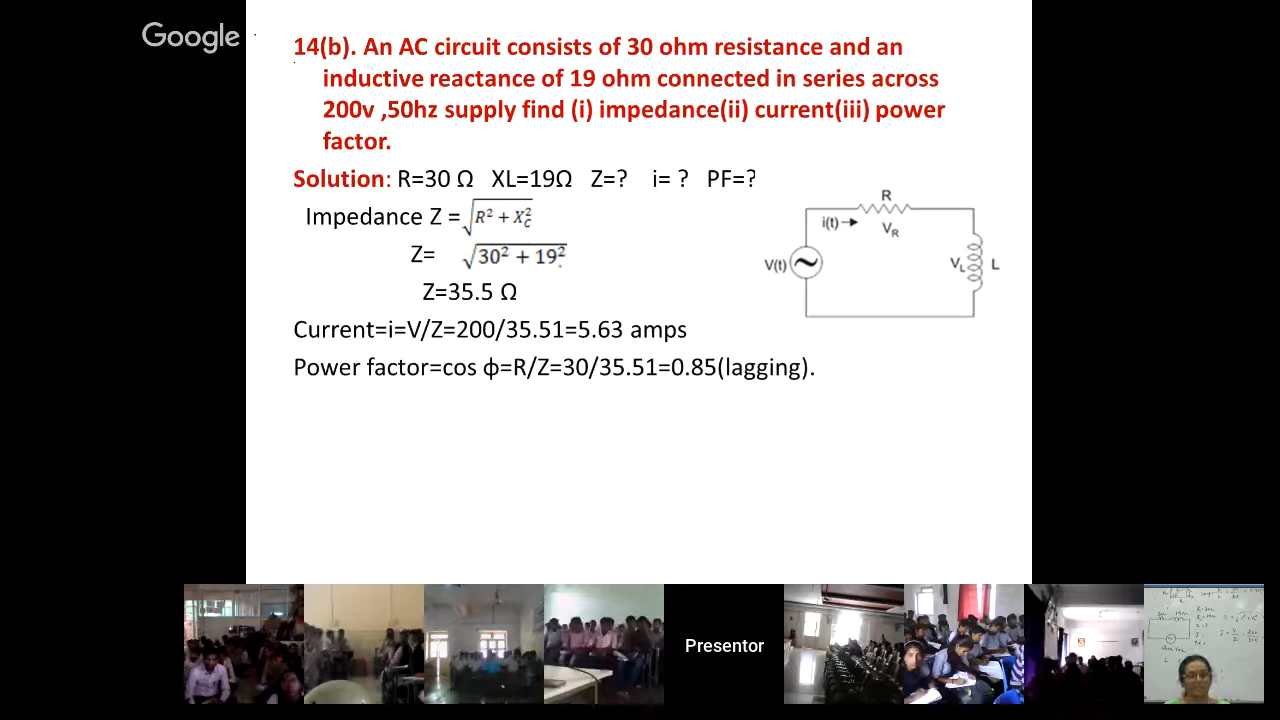 Google
14(b). An AC circuit consists of 30 ohm resistance and an
inductive reactance of 19 ohm connected in series across
200v ,50hz supply find (i) impedance(ii) current(iii) power
factor.
Solution: R=30 Ω XL=19Ω Z=? i= ? PF=?
Impedance Z =√R² + X_C²
Z= √30² + 19²
Z=35.5 Ω
Current=i=V/Z=200/35.51=5.63 amps
Power factor=cos ф=R/Z=30/35.51=0.85(lagging).
R
i(t)
V_R
V(t)
V_L L
Presentor